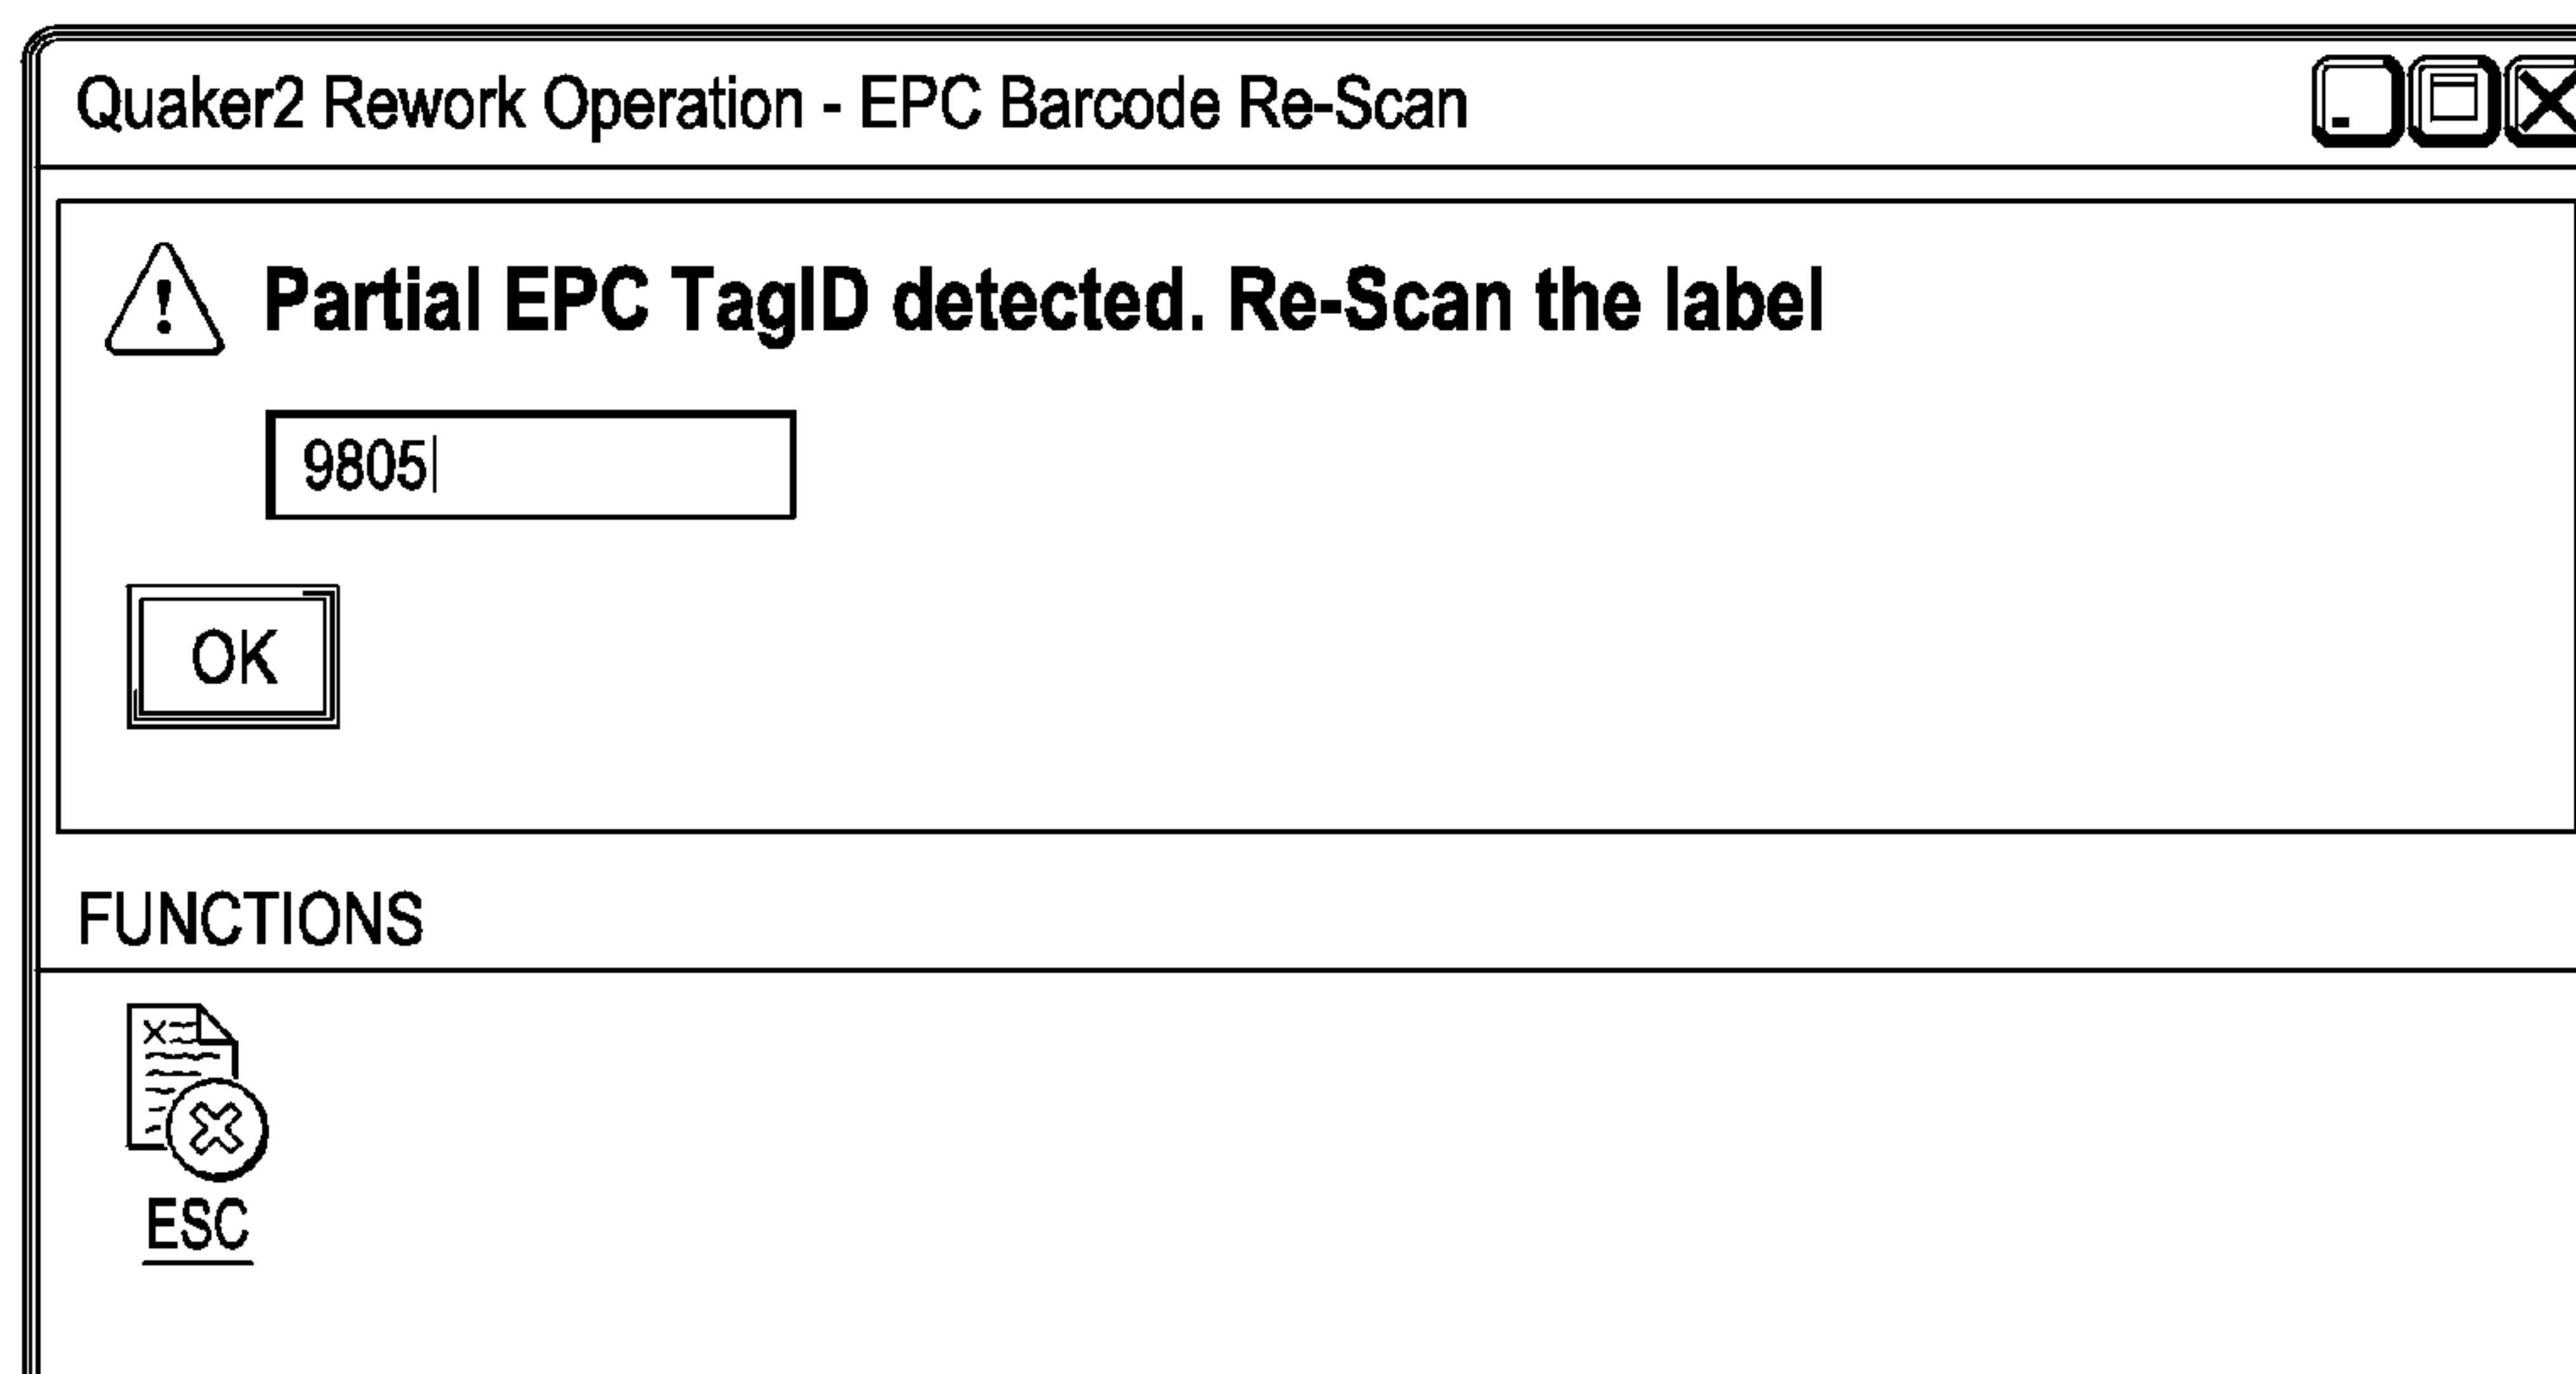 Quaker2 Rework Operation - EPC Barcode Re-Scan
Partial EPC TagID detected. Re-Scan the label
9805
OK
FUNCTIONS
ESC